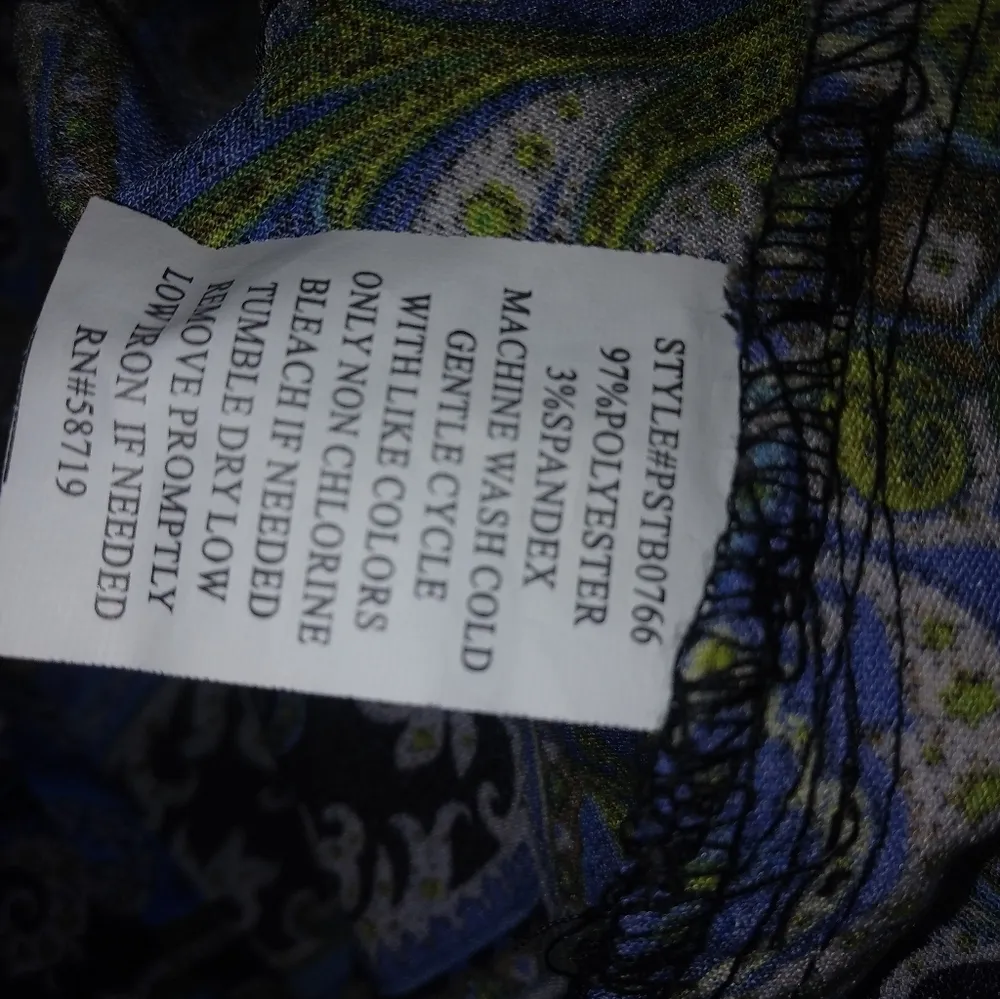 STYLE#PSTB0766
97%POLYESTER
3%SPANDEX
MACHINE WASH COLD
GENTLE CYCLE
WITH LIKE COLORS
ONLY NON CHLORINE
BLEACH IF NEEDED
TUMBLE DRY LOW
REMOVE PROMPTLY
LOW IRON IF NEEDED
RN#58719